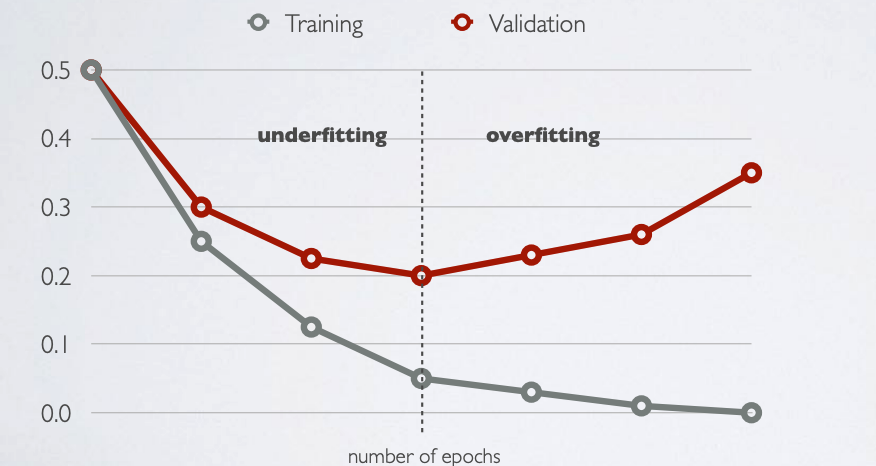 Training Validation
0.5
underfitting overfitting
0.4
0.3
0.2
0.1
0.0
number of epochs